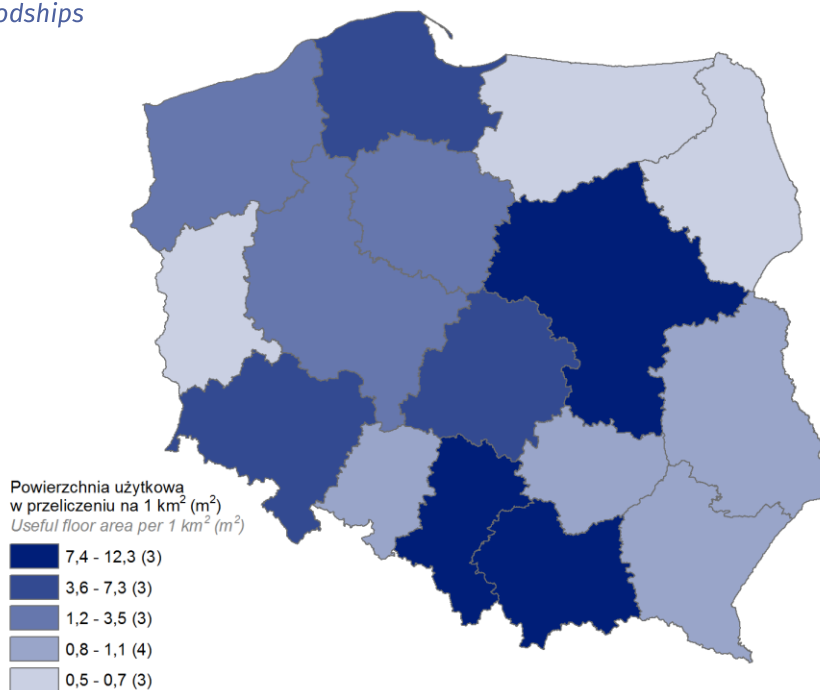 odships
Powierzchnia użytkowa
w przeliczeniu na 1 km² (m²)
Useful floor area per 1 km² (m²)
7,4 - 12,3 (3)
3,6 - 7,3 (3)
1,2 - 3,5 (3)
0,8 - 1,1 (4)
0,5 - 0,7 (3)